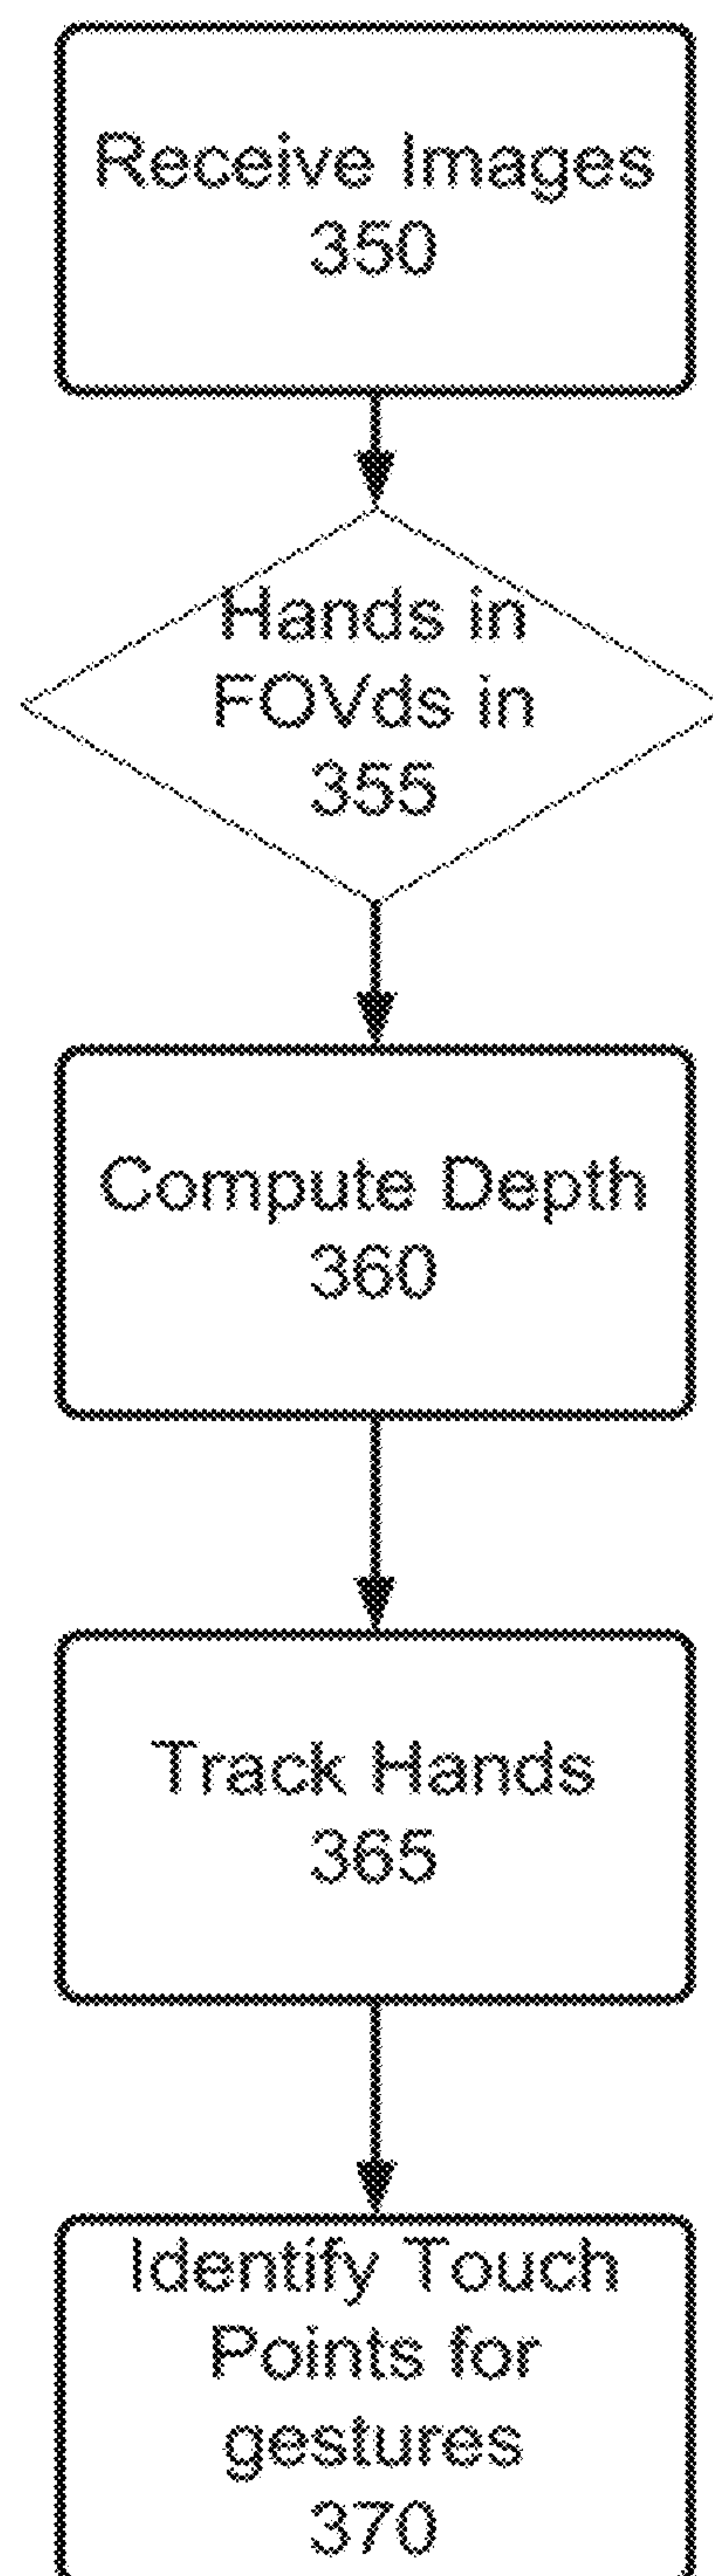 Receive Images
350
Hands in
FOVds in
355
Compute Depth
360
Track Hands
365
Identify Touch
Points for
gestures
370